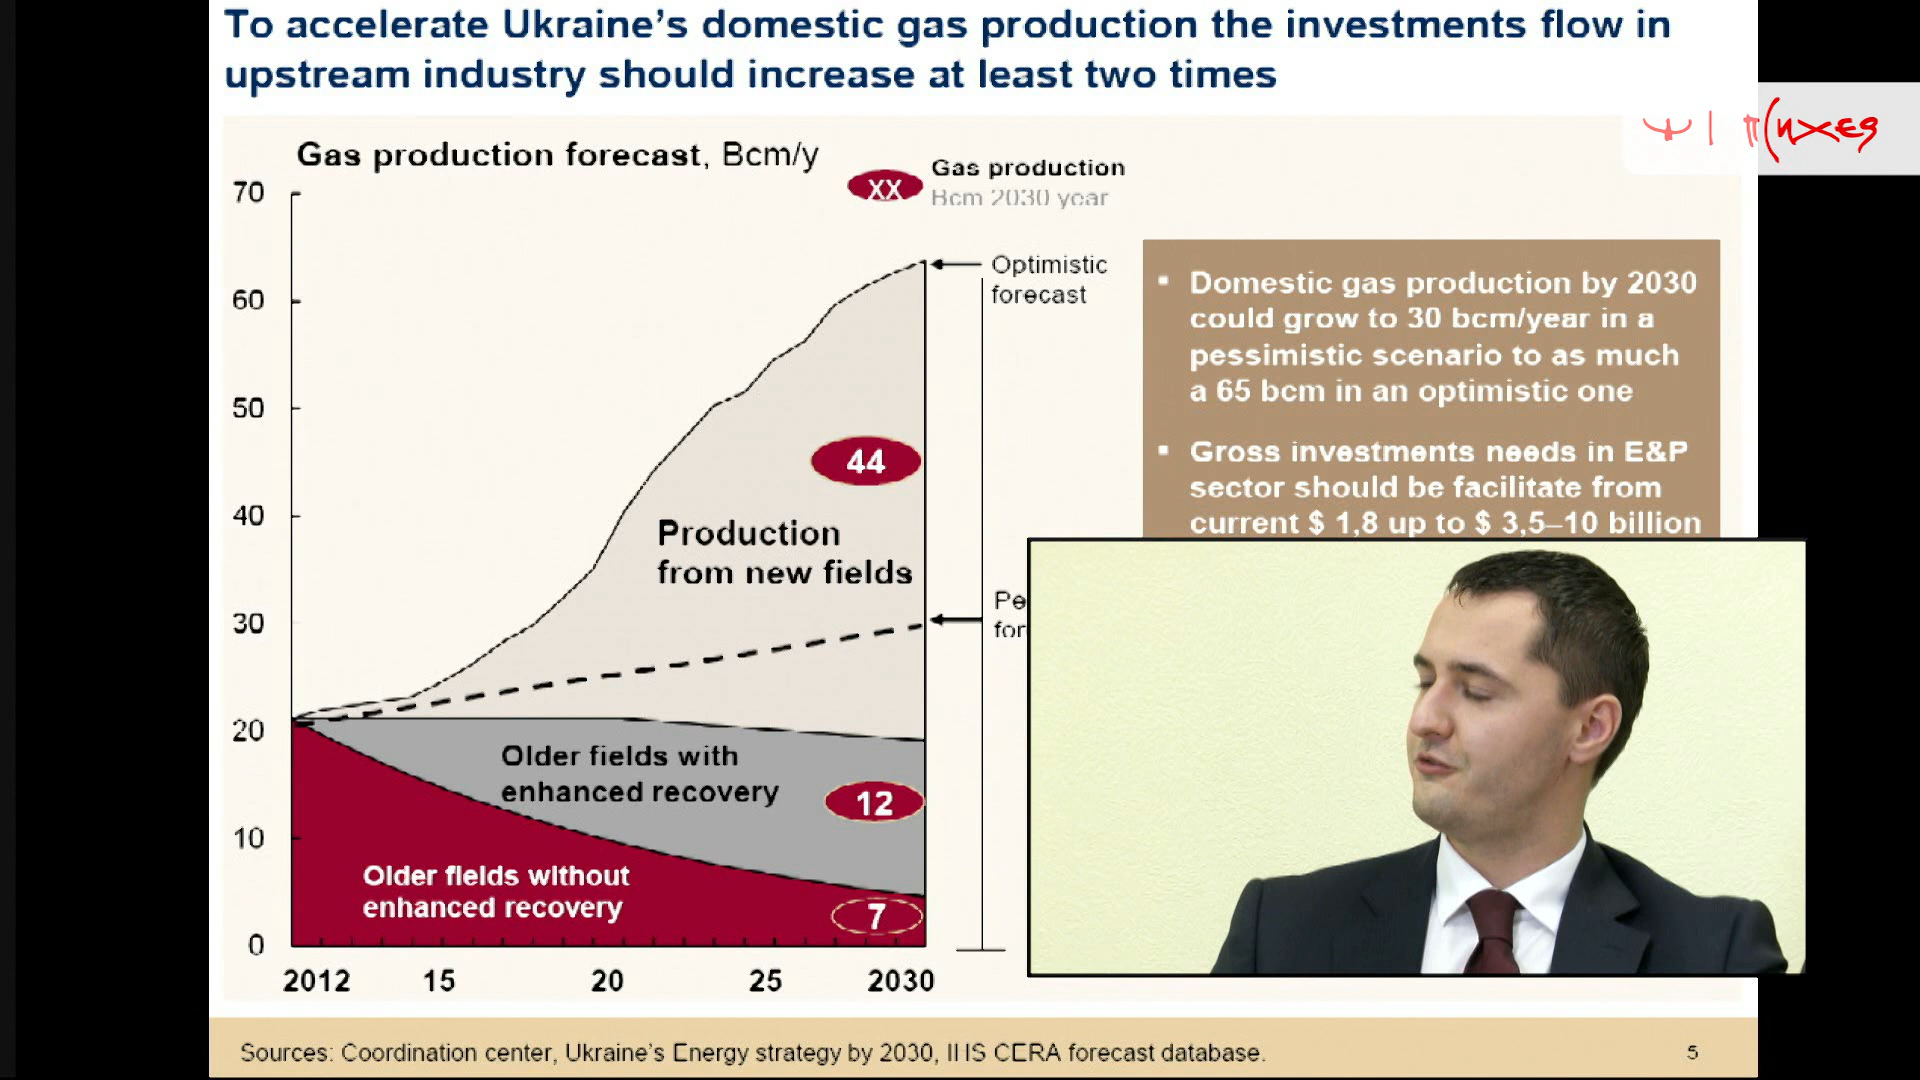 To accelerate Ukraine's domestic gas production the investments flow in
upstream industry should increase at least two times
Gas production forecast, Bcm/y
XX
Gas production
Bcm 2030 year
70
60
50
40
30
20
10
0
Optimistic
forecast
44
Production
from new fields
Older fields with
enhanced recovery
12
Older fields without
enhanced recovery
7
2012 15 20 25 2030
▪ Domestic gas production by 2030
could grow to 30 bcm/year in a
pessimistic scenario to as much
a 65 bcm in an optimistic one
▪ Gross investments needs in E&P
sector should be facilitate from
current $ 1,8 up to $ 3,5–10 billion
Sources: Coordination center, Ukraine's Energy strategy by 2030, IHS CERA forecast database.
5